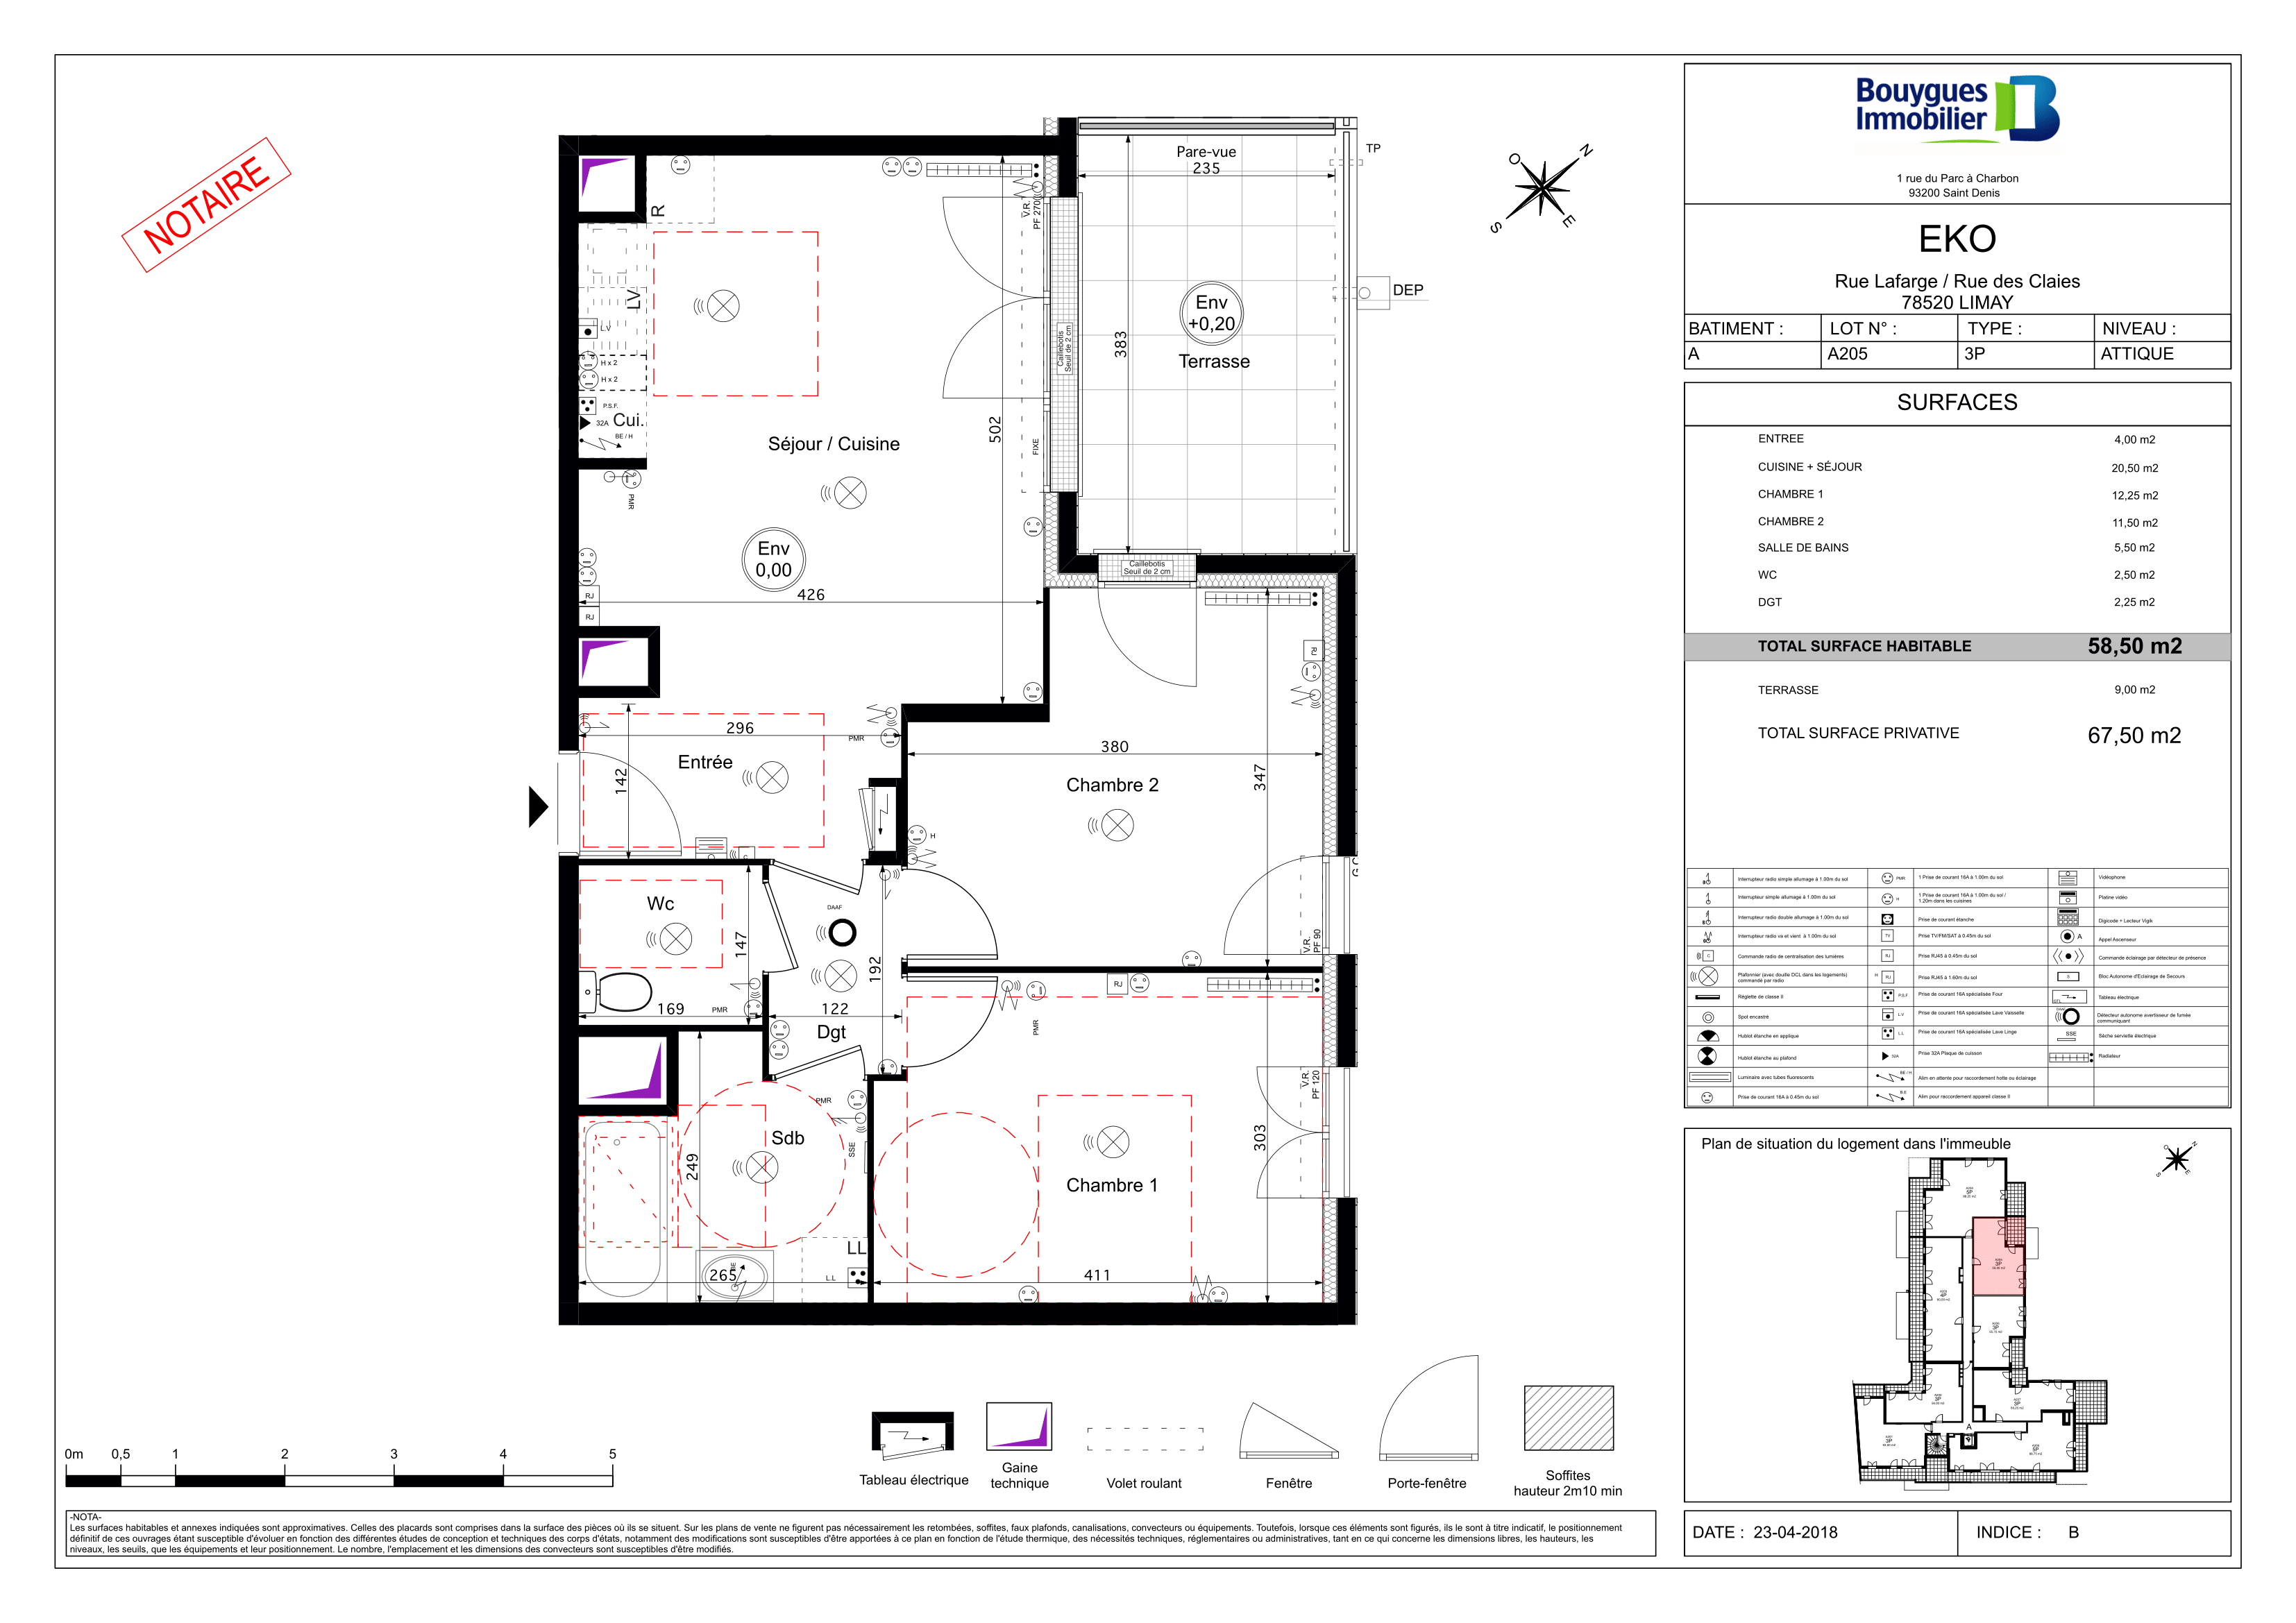 NOTAIRE
Bouygues
Immobilier
1 rue du Parc à Charbon
93200 Saint Denis
EKO
Rue Lafarge / Rue des Claies
78520 LIMAY
BATIMENT : LOT N° : TYPE : NIVEAU :
A A205 3P ATTIQUE
SURFACES
ENTREE 4,00 m2
CUISINE + SÉJOUR 20,50 m2
CHAMBRE 1 12,25 m2
CHAMBRE 2 11,50 m2
SALLE DE BAINS 5,50 m2
WC 2,50 m2
DGT 2,25 m2
TOTAL SURFACE HABITABLE 58,50 m2
TERRASSE 9,00 m2
TOTAL SURFACE PRIVATIVE 67,50 m2
Pare-vue
235
TP
DEP
383
Env
+0,20
Terrasse
Caillebotis
Seuil de 2 cm
Caillebotis
Seuil de 2 cm
R
LV
L.V
H x 2
H x 2
P.S.F.
32A
Cui.
BE / H
PMR
V.R.
PF 270
FIXE
502
Séjour / Cuisine
Env
0,00
426
RJ
RJ
RJ
296
PMR
Entrée
142
380
347
Chambre 2
H
V.R.
PF 90
Wc
147
169
PMR
DAAF
192
122
Dgt
RJ
PMR
PMR
Sdb
SSE
249
265
BE
LL
L.L
V.R.
PF 120
303
Chambre 1
411
O
N
S
E
Interrupteur radio simple allumage à 1.00m du sol
Interrupteur simple allumage à 1.00m du sol
Interrupteur radio double allumage à 1.00m du sol
Interrupteur radio va et vient à 1.00m du sol
Commande radio de centralisation des lumières
Plafonnier (avec douille DCL dans les logements)
commandé par radio
Réglette de classe II
Spot encastré
Hublot étanche en applique
Hublot étanche au plafond
Luminaire avec tubes fluorescents
Prise de courant 16A à 0.45m du sol
PMR 1 Prise de courant 16A à 1.00m du sol
H 1 Prise de courant 16A à 1.00m du sol /
1.20m dans les cuisines
Prise de courant étanche
TV Prise TV/FM/SAT à 0.45m du sol
RJ Prise RJ45 à 0.45m du sol
H RJ Prise RJ45 à 1.60m du sol
P.S.F Prise de courant 16A spécialisée Four
L.V Prise de courant 16A spécialisée Lave Vaisselle
L.L Prise de courant 16A spécialisée Lave Linge
32A Prise 32A Plaque de cuisson
BE / H Alim en attente pour raccordement hotte ou éclairage
B.E Alim pour raccordement appareil classe II
Vidéophone
Platine vidéo
Digicode + Lecteur Vigik
A Appel Ascenseur
Commande éclairage par détecteur de présence
Bloc Autonome d'Eclairage de Secours
Tableau électrique
Détecteur autonome avertisseur de fumée
communiquant
SSE Sèche serviette électrique
Radiateur
Plan de situation du logement dans l'immeuble
O
N
S
E
5P
3P
4P
3P
3P
3P
3P
5P
A
0m 0,5 1 2 3 4 5
Tableau électrique
Gaine
technique
Volet roulant
Fenêtre
Porte-fenêtre
Soffites
hauteur 2m10 min
-NOTA-
Les surfaces habitables et annexes indiquées sont approximatives. Celles des placards sont comprises dans la surface des pièces où ils se situent. Sur les plans de vente ne figurent pas nécessairement les retombées, soffites, faux plafonds, canalisations, convecteurs ou équipements. Toutefois, lorsque ces éléments sont figurés, ils le sont à titre indicatif, le positionnement
définitif de ces ouvrages étant susceptible d'évoluer en fonction des différentes études de conception et techniques des corps d'états, notamment des modifications sont susceptibles d'être apportées à ce plan en fonction de l'étude thermique, des nécessités techniques, réglementaires ou administratives, tant en ce qui concerne les dimensions libres, les hauteurs, les
niveaux, les seuils, que les équipements et leur positionnement. Le nombre, l'emplacement et les dimensions des convecteurs sont susceptibles d'être modifiés.
DATE : 23-04-2018 INDICE : B